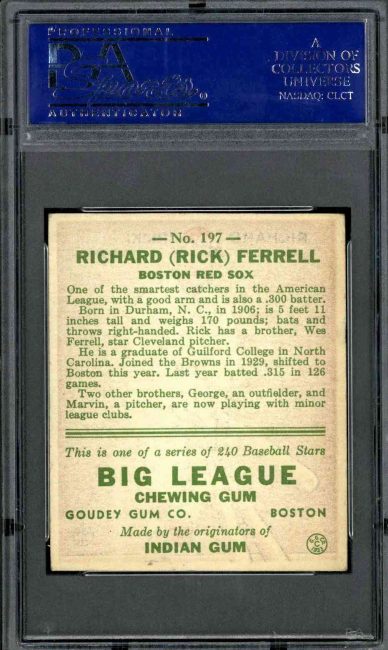 PROFESSIONAL
PSA
Authenticator
AUTHENTICATOR
A
DIVISION OF
COLLECTORS
UNIVERSE
NASDAQ: CLCT
— No. 197 —
RICHARD (RICK) FERRELL
BOSTON RED SOX
One of the smartest catchers in the American
League, with a good arm and is also a .300 batter.
Born in Durham, N. C., in 1906; is 5 feet 11
inches tall and weighs 170 pounds; bats and
throws right-handed. Rick has a brother, Wes
Ferrell, star Cleveland pitcher.
He is a graduate of Guilford College in North
Carolina. Joined the Browns in 1929, shifted to
Boston this year. Last year batted .315 in 126
games.
Two other brothers, George, an outfielder, and
Marvin, a pitcher, are now playing with minor
league clubs.
This is one of a series of 240 Baseball Stars
BIG LEAGUE
CHEWING GUM
GOUDEY GUM CO. BOSTON
Made by the originators of
INDIAN GUM